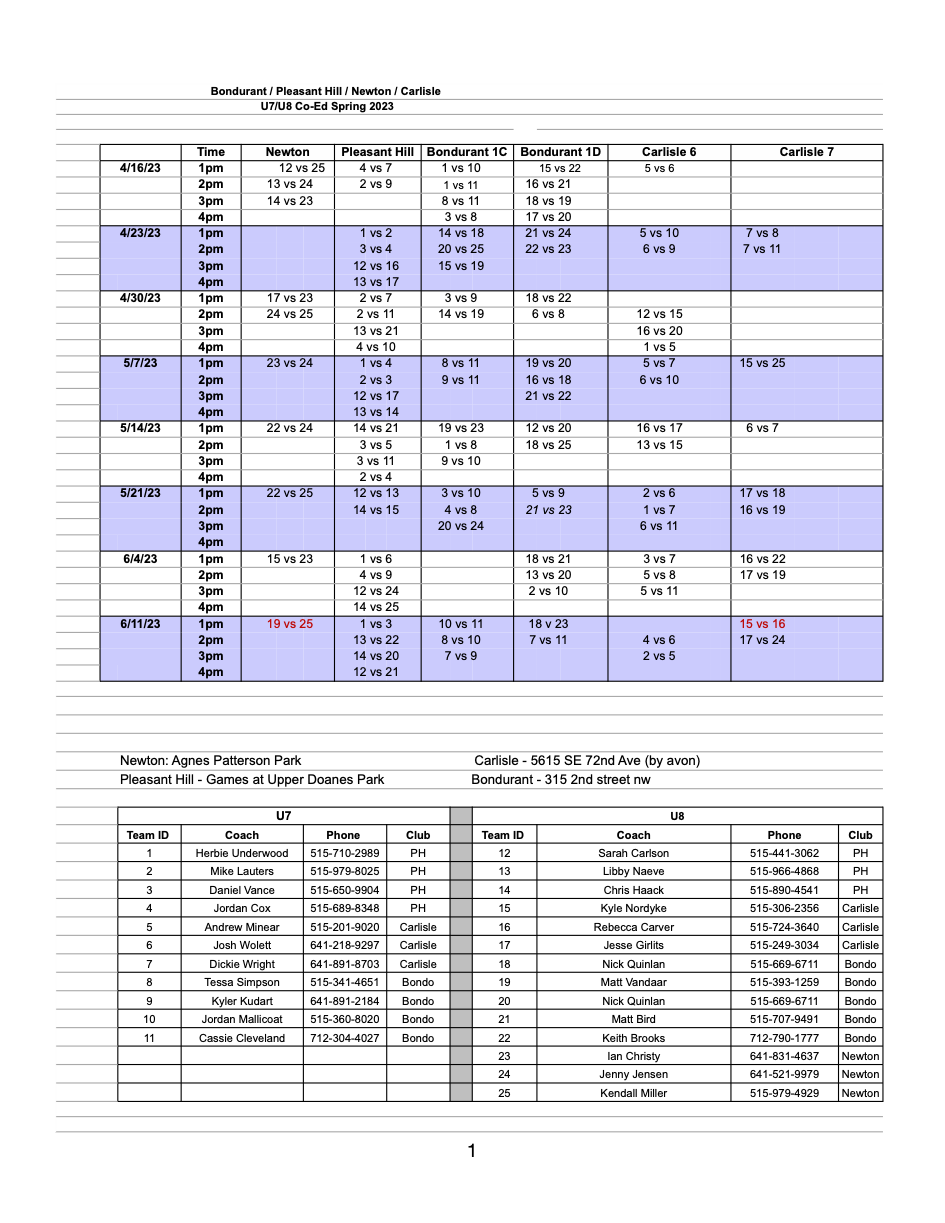 Bondurant / Pleasant Hill / Newton / Carlisle
U7/U8 Co-Ed Spring 2023
Time Newton Pleasant Hill Bondurant 1C Bondurant 1D Carlisle 6 Carlisle 7
4/16/23 1pm 12 vs 25 4 vs 7 1 vs 10 15 vs 22 5 vs 6
2pm 13 vs 24 2 vs 9 1 vs 11 16 vs 21
3pm 14 vs 23 8 vs 11 18 vs 19
4pm 3 vs 8 17 vs 20
4/23/23 1pm 1 vs 2 14 vs 18 21 vs 24 5 vs 10 7 vs 8
2pm 3 vs 4 20 vs 25 22 vs 23 6 vs 9 7 vs 11
3pm 12 vs 16 15 vs 19
4pm 13 vs 17
4/30/23 1pm 17 vs 23 2 vs 7 3 vs 9 18 vs 22
2pm 24 vs 25 2 vs 11 14 vs 19 6 vs 8 12 vs 15
3pm 13 vs 21 16 vs 20
4pm 4 vs 10 1 vs 5
5/7/23 1pm 23 vs 24 1 vs 4 8 vs 11 19 vs 20 5 vs 7 15 vs 25
2pm 2 vs 3 9 vs 11 16 vs 18 6 vs 10
3pm 12 vs 17 21 vs 22
4pm 13 vs 14
5/14/23 1pm 22 vs 24 14 vs 21 19 vs 23 12 vs 20 16 vs 17 6 vs 7
2pm 3 vs 5 1 vs 8 18 vs 25 13 vs 15
3pm 3 vs 11 9 vs 10
4pm 2 vs 4
5/21/23 1pm 22 vs 25 12 vs 13 3 vs 10 5 vs 9 2 vs 6 17 vs 18
2pm 14 vs 15 4 vs 8 21 vs 23 1 vs 7 16 vs 19
3pm 20 vs 24 6 vs 11
4pm
6/4/23 1pm 15 vs 23 1 vs 6 18 vs 21 3 vs 7 16 vs 22
2pm 4 vs 9 13 vs 20 5 vs 8 17 vs 19
3pm 12 vs 24 2 vs 10 5 vs 11
4pm 14 vs 25
6/11/23 1pm 19 vs 25 1 vs 3 10 vs 11 18 v 23 15 vs 16
2pm 13 vs 22 8 vs 10 7 vs 11 4 vs 6 17 vs 24
3pm 14 vs 20 7 vs 9 2 vs 5
4pm 12 vs 21
Newton: Agnes Patterson Park Carlisle - 5615 SE 72nd Ave (by avon)
Pleasant Hill - Games at Upper Doanes Park Bondurant - 315 2nd street nw
U7 U8
Team ID Coach Phone Club Team ID Coach Phone Club
1 Herbie Underwood 515-710-2989 PH 12 Sarah Carlson 515-441-3062 PH
2 Mike Lauters 515-979-8025 PH 13 Libby Naeve 515-966-4868 PH
3 Daniel Vance 515-650-9904 PH 14 Chris Haack 515-890-4541 PH
4 Jordan Cox 515-689-8348 PH 15 Kyle Nordyke 515-306-2356 Carlisle
5 Andrew Minear 515-201-9020 Carlisle 16 Rebecca Carver 515-724-3640 Carlisle
6 Josh Wolett 641-218-9297 Carlisle 17 Jesse Girlits 515-249-3034 Carlisle
7 Dickie Wright 641-891-8703 Carlisle 18 Nick Quinlan 515-669-6711 Bondo
8 Tessa Simpson 515-341-4651 Bondo 19 Matt Vandaar 515-393-1259 Bondo
9 Kyler Kudart 641-891-2184 Bondo 20 Nick Quinlan 515-669-6711 Bondo
10 Jordan Mallicoat 515-360-8020 Bondo 21 Matt Bird 515-707-9491 Bondo
11 Cassie Cleveland 712-304-4027 Bondo 22 Keith Brooks 712-790-1777 Bondo
23 Ian Christy 641-831-4637 Newton
24 Jenny Jensen 641-521-9979 Newton
25 Kendall Miller 515-979-4929 Newton
1